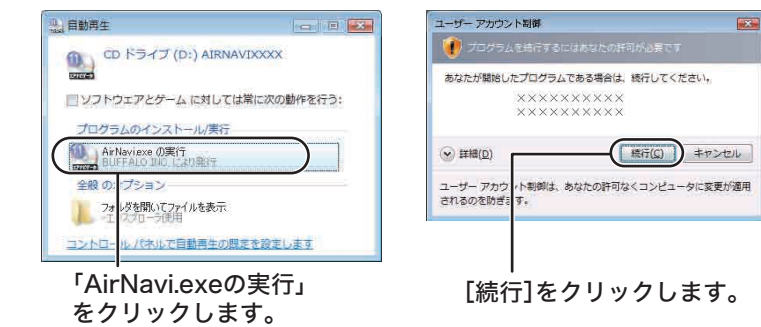 自動再生
CD ドライブ (D:) AIRNAVIXXXX
ソフトウェアとゲーム に対しては常に次の動作を行う:
プログラムのインストール/実行
AirNavi.exe の実行
BUFFALO INC. により発行
全般 のオプション
フォルダを開いてファイルを表示
-エクスプローラ使用
コントロール パネルで自動再生の既定を設定します
「AirNavi.exeの実行」
をクリックします。
ユーザー アカウント制御
プログラムを続行するにはあなたの許可が必要です
あなたが開始したプログラムである場合は、続行してください。
××××××××××
××××××××××
詳細(D)
続行(C)
キャンセル
ユーザー アカウント制御は、あなたの許可なくコンピュータに変更が適用
されるのを防ぎます。
[続行]をクリックします。